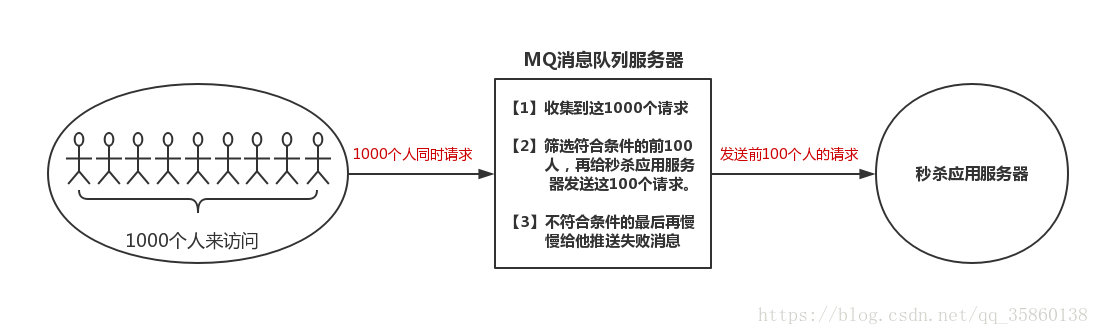 MQ消息队列服务器
【1】收集到这1000个请求
【2】筛选符合条件的前100
人，再给秒杀应用服务
器发送这100个请求。
【3】不符合条件的最后再慢
慢给他推送失败消息
1000个人同时请求
发送前100个人的请求
秒杀应用服务器
1000个人来访问
https://blog.csdn.net/qq_35860138